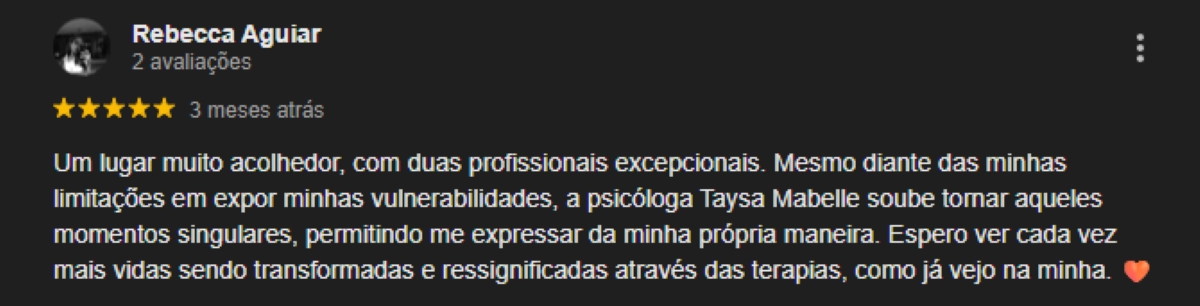 Rebecca Aguiar
2 avaliações
3 meses atrás
Um lugar muito acolhedor, com duas profissionais excepcionais. Mesmo diante das minhas
limitações em expor minhas vulnerabilidades, a psicóloga Taysa Mabelle soube tornar aqueles
momentos singulares, permitindo me expressar da minha própria maneira. Espero ver cada vez
mais vidas sendo transformadas e ressignificadas através das terapias, como já vejo na minha. 🧡